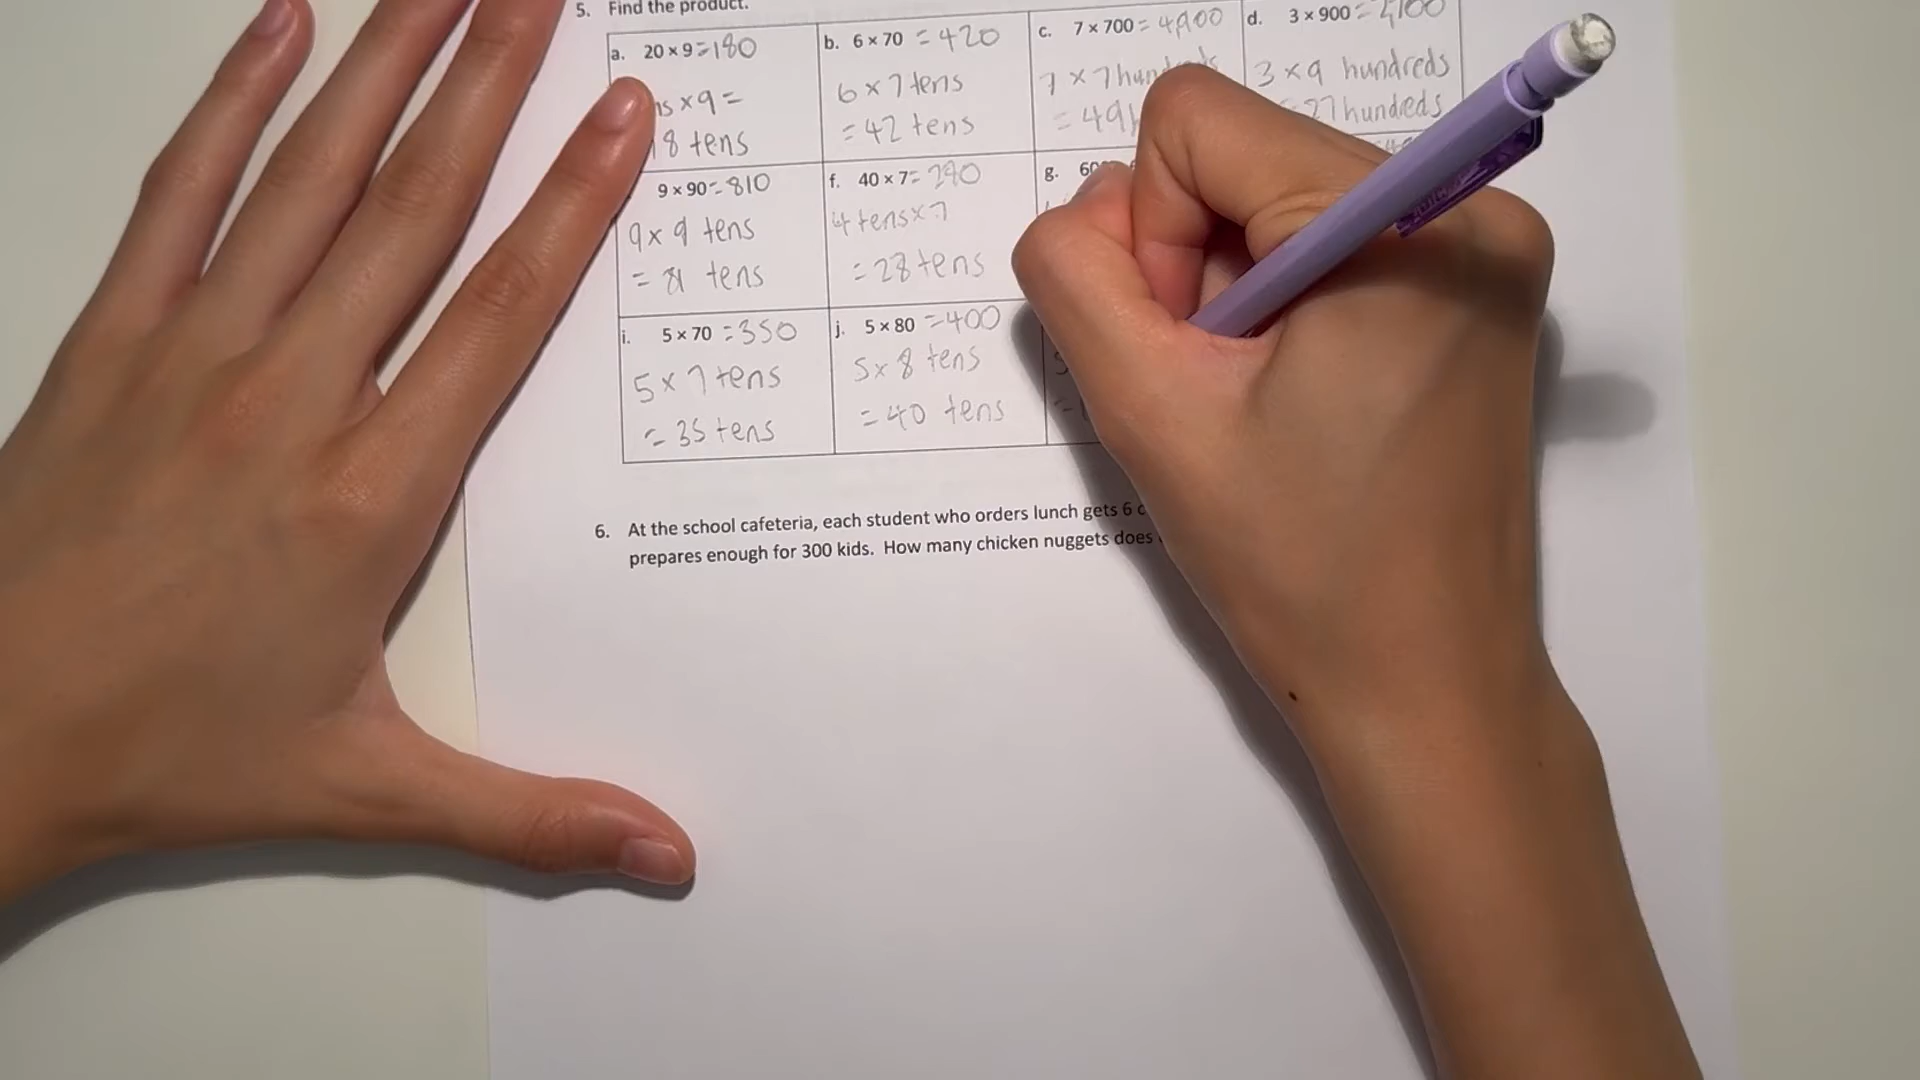 5. Find the product.
a. 20 × 9 = 180
× 9 =
18 tens
b. 6 × 70 = 420
6 × 7 tens
= 42 tens
c. 7 × 700 = 4,900
7 × 7 hundreds
= 49
d. 3 × 900 =
3 × 9 hundreds
= 27 hundeds
9 × 90 = 810
9 × 9 tens
= 81 tens
f. 40 × 7 = 280
4 tens × 7
= 28 tens
g.
i. 5 × 70 = 350
5 × 7 tens
= 35 tens
j. 5 × 80 = 400
5 × 8 tens
= 40 tens
6. At the school cafeteria, each student who orders lunch gets 6
prepares enough for 300 kids. How many chicken nuggets does